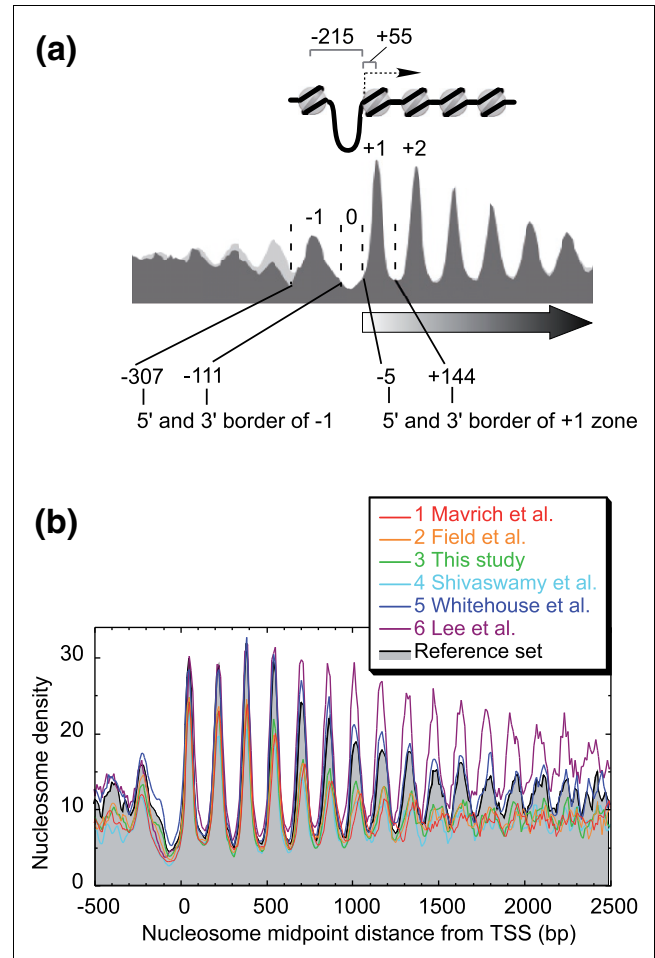 (a)
-215 +55
+1 +2
-1 0
-307 -111 -5 +144
5' and 3' border of -1 5' and 3' border of +1 zone
(b)
1 Mavrich et al.
2 Field et al.
3 This study
4 Shivaswamy et al.
5 Whitehouse et al.
6 Lee et al.
Reference set
30
20
10
0
Nucleosome density
-500 0 500 1000 1500 2000 2500
Nucleosome midpoint distance from TSS (bp)